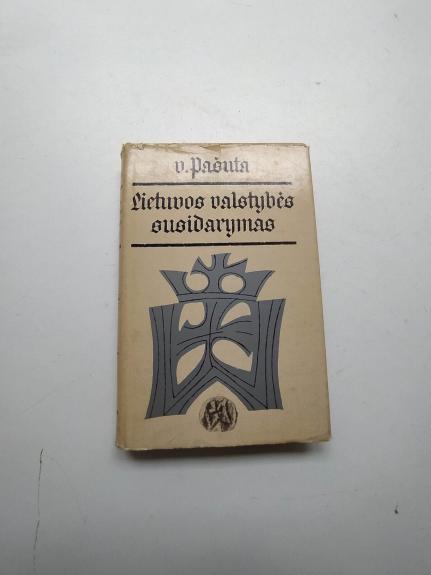 V. Pašuta
Lietuvos valstybės
susidarymas